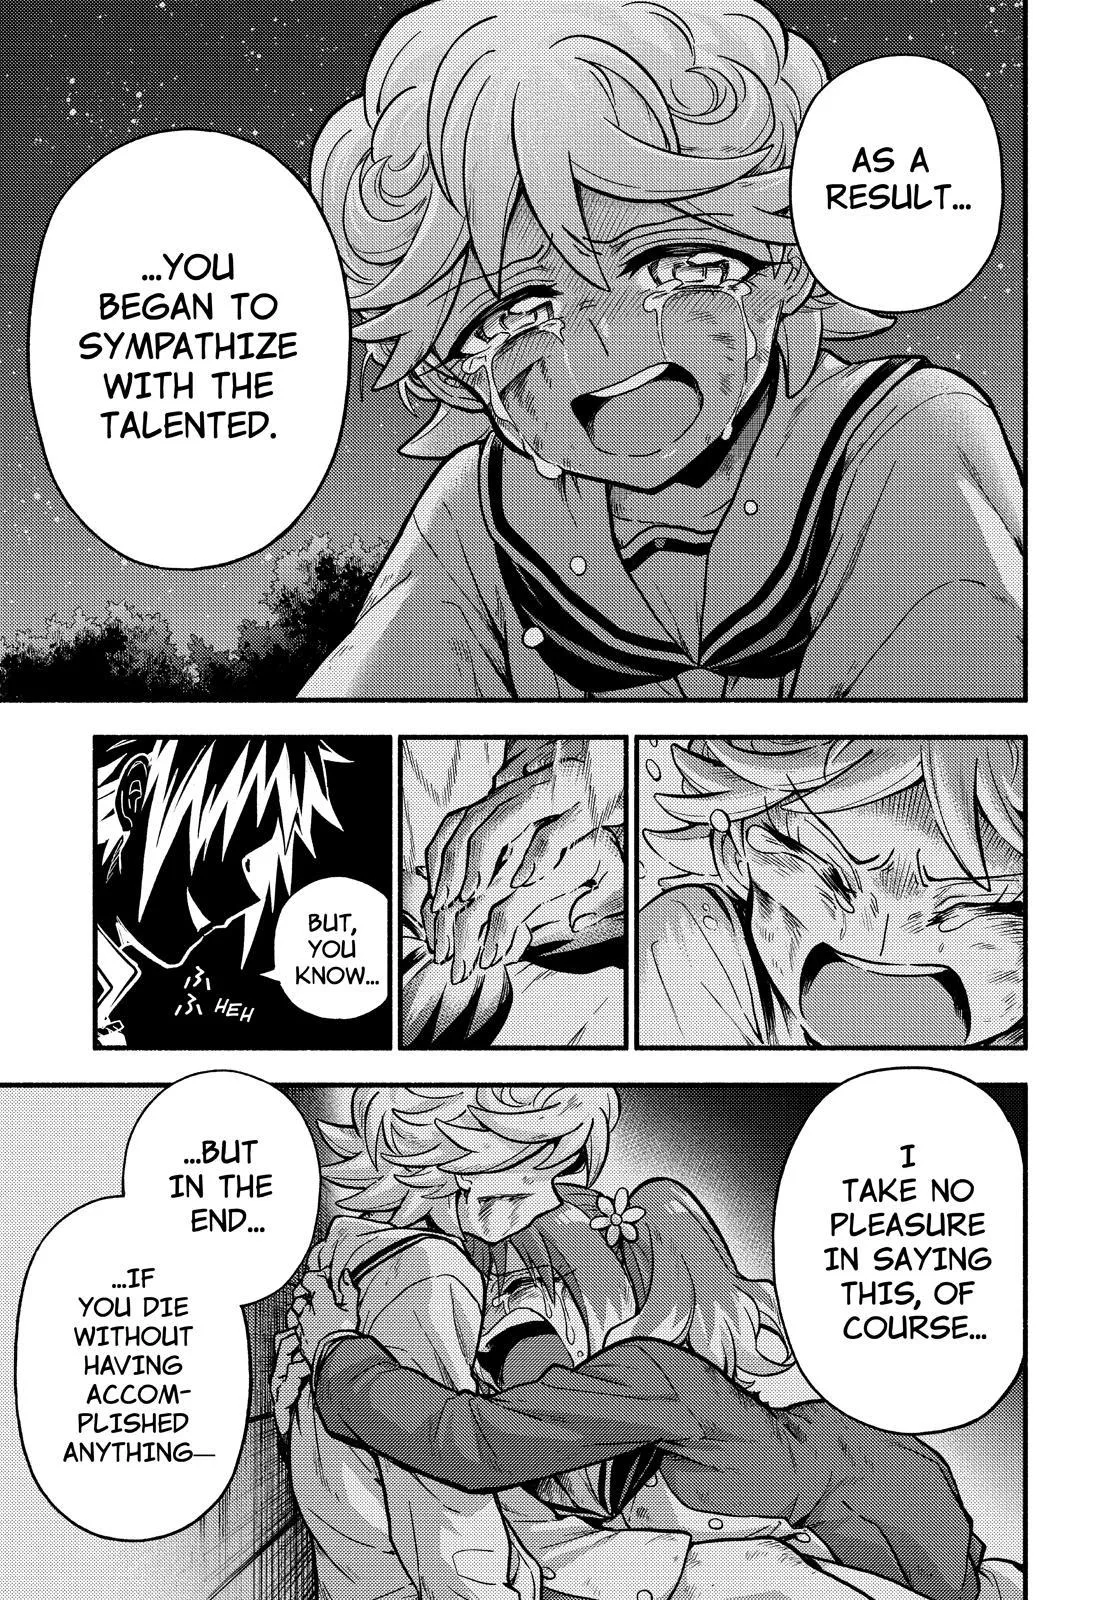 AS A
RESULT...
...YOU
BEGAN TO
SYMPATHIZE
WITH THE
TALENTED.
BUT,
YOU
KNOW...
ふ
ふ
HEH
I
TAKE NO
PLEASURE
IN SAYING
THIS, OF
COURSE...
...BUT
IN THE
END...
...IF
YOU DIE
WITHOUT
HAVING
ACCOM-
PLISHED
ANYTHING—